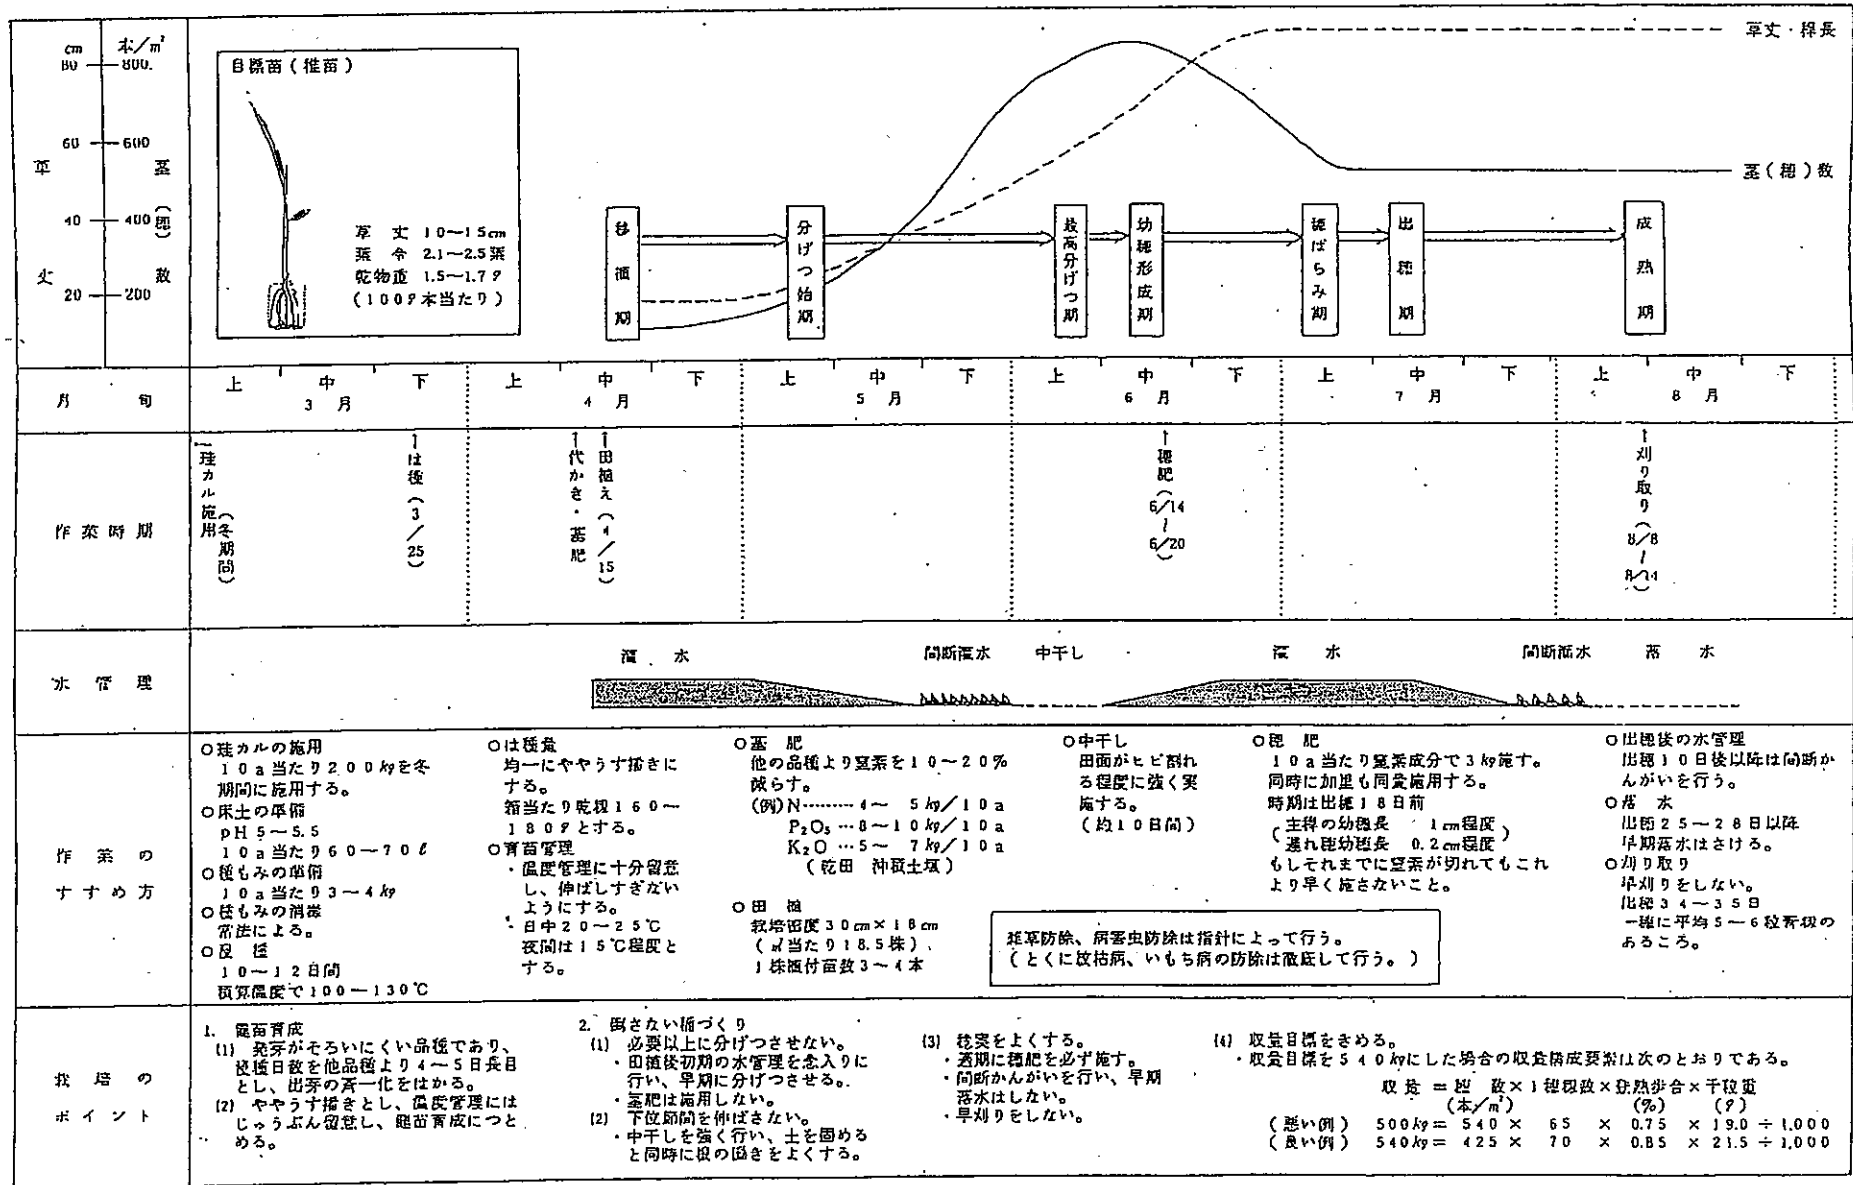 cm 本/m²
80 800
60 600
40 400
20 200
草丈
茎(穂)数
目標苗(稚苗)
草丈 10~15cm
葉令 2.1~2.5葉
乾物重 1.5~1.7g
(100本当たり)
草丈・稈長
茎(穂)数
移植期
分げつ始期
最高分げつ期
幼穂形成期
穂ばらみ期
出穂期
成熟期
月旬
上 中 下
3月
上 中 下
4月
上 中 下
5月
上 中 下
6月
上 中 下
7月
上 中 下
8月
作業時期
珪カル施用
(冬期間)
↑は種(3/25)
↑代かき・基肥
↑田植え(4/15)
↑穂肥(6/14~6/20)
↑刈り取り(8/8~8/14)
水管理
湛水
間断湛水
中干し
湛水
間断湛水
落水
作業の
すすめ方
○珪カルの施用
10a当たり200kgを冬
期間に施用する。
○床土の準備
pH5~5.5
10a当たり60~70ℓ
○種もみの準備
10a当たり3~4kg
○種もみの消毒
常法による。
○浸種
10~12日間
積算温度で100~130℃
○は種量
均一にややうす播きに
する。
箱当たり乾籾160~
180gとする。
○育苗管理
・温度管理に十分留意
し、伸ばしすぎない
ようにする。
・日中20~25℃
夜間は15℃程度と
する。
○基肥
他の品種より窒素を10~20%
減らす。
(例)N………4~5kg/10a
P₂O₅…8~10kg/10a
K₂O…5~7kg/10a
(乾田 沖積土壌)
○田植
栽培密度30cm×18cm
(㎡当たり18.5株)
1株植付苗数3~4本
○中干し
田面がヒビ割れ
る程度に強く実
施する。
(約10日間)
○穂肥
10a当たり窒素成分で3kg施す。
同時に加里も同量施用する。
時期は出穂18日前
(主稈の幼穂長 1cm程度
遅れ穂幼穂長 0.2cm程度)
もしそれまでに窒素が切れてもこれ
より早く施さないこと。
雑草防除、病害虫防除は指針によって行う。
(とくに紋枯病、いもち病の防除は徹底して行う。)
○出穂後の水管理
出穂10日後以降は間断か
んがいを行う。
○落水
出穂25~28日以降
早期落水はさける。
○刈り取り
早刈りをしない。
出穂34~35日
一穂に平均5~6粒青籾の
あるころ。
栽培の
ポイント
1. 健苗育成
(1) 発芽がそろいにくい品種であり、
浸種日数を他品種より4~5日長目
とし、出芽の斉一化をはかる。
(2) ややうす播きとし、温度管理には
じゅうぶん留意し、健苗育成につと
める。
2. 倒さない稲づくり
(1) 必要以上に分げつさせない。
・田植後初期の水管理を念入りに
行い、早期に分げつさせる。
・茎肥は施用しない。
(2) 下位節間を伸ばさない。
・中干しを強く行い、土を固める
と同時に根の働きをよくする。
(3) 稔実をよくする。
・適期に穂肥を必ず施す。
・間断かんがいを行い、早期
落水はしない。
・早刈りをしない。
(4) 収量目標をきめる。
・収量目標を540kgにした場合の収量構成要素は次のとおりである。
収量=穂数×1穂籾数×登熟歩合×千粒重
(本/m²) (%) (g)
(悪い例) 500kg= 540 × 65 × 0.75 × 19.0 ÷ 1,000
(良い例) 540kg= 425 × 70 × 0.85 × 21.5 ÷ 1,000